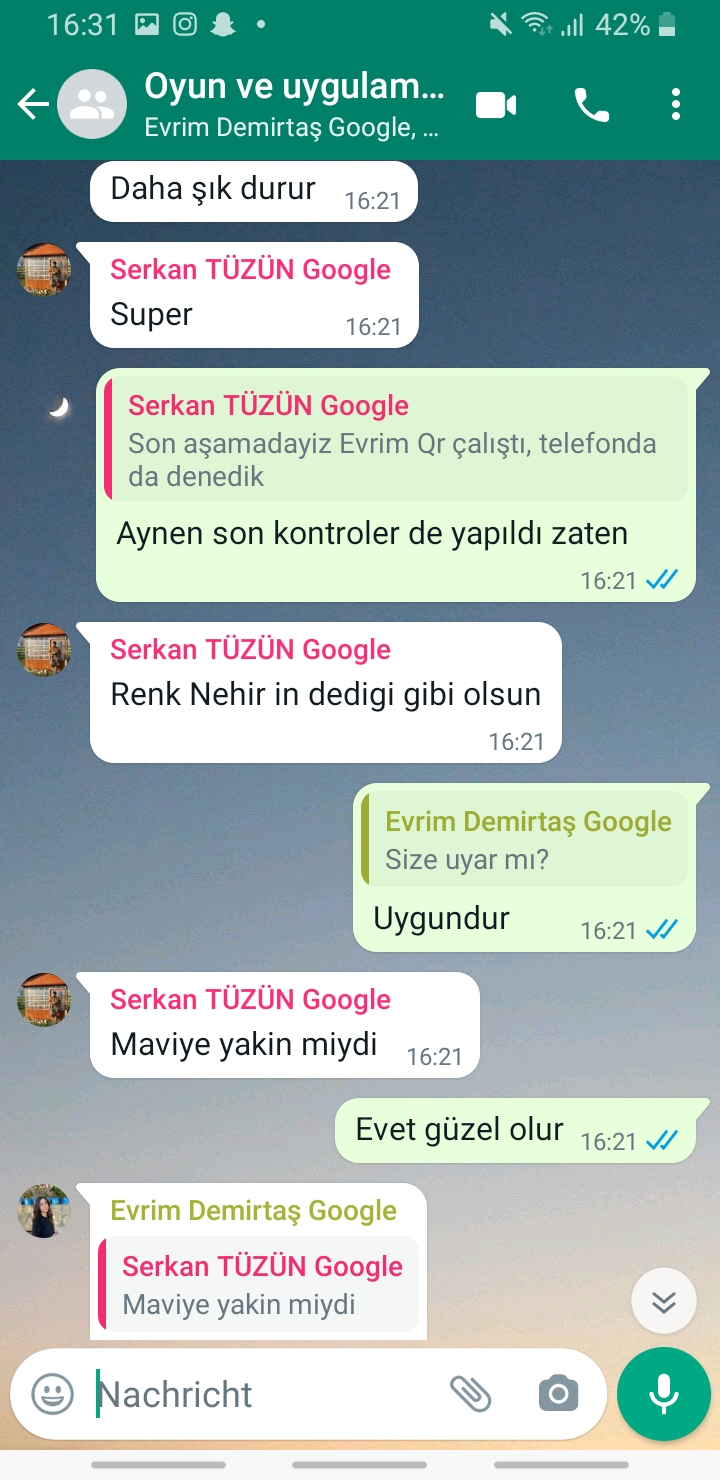 16:31
42%
Oyun ve uygulam...
Evrim Demirtaş Google, ...
Daha şık durur 16:21
Serkan TÜZÜN Google
Super 16:21
Serkan TÜZÜN Google
Son aşamadayiz Evrim Qr çalıştı, telefonda
da denedik
Aynen son kontroler de yapıldı zaten
16:21
Serkan TÜZÜN Google
Renk Nehir in dedigi gibi olsun
16:21
Evrim Demirtaş Google
Size uyar mı?
Uygundur 16:21
Serkan TÜZÜN Google
Maviye yakin miydi 16:21
Evet güzel olur 16:21
Evrim Demirtaş Google
Serkan TÜZÜN Google
Maviye yakin miydi
Nachricht